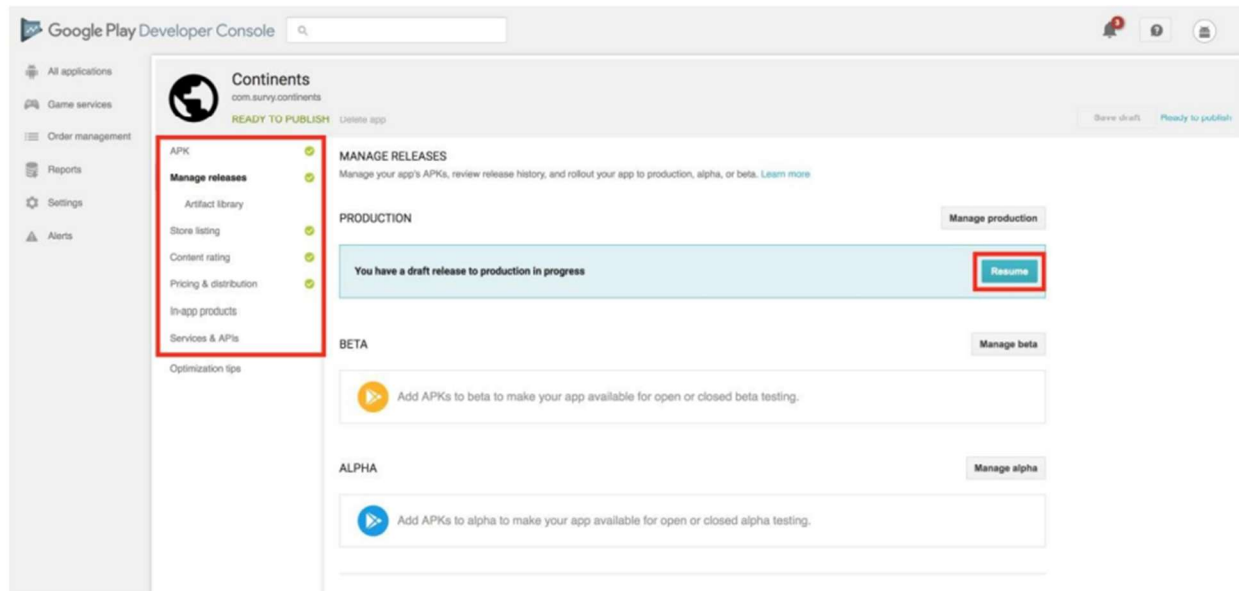 Google Play Developer Console
3
All applications
Game services
Order management
Reports
Settings
Alerts
Continents
com.survy.continents
READY TO PUBLISH Delete app
Save draft Ready to publish
APK
Manage releases
Artifact library
Store listing
Content rating
Pricing & distribution
In-app products
Services & APIs
Optimization tips
MANAGE RELEASES
Manage your app's APKs, review release history, and rollout your app to production, alpha, or beta. Learn more
PRODUCTION
Manage production
You have a draft release to production in progress
Resume
BETA
Manage beta
Add APKs to beta to make your app available for open or closed beta testing.
ALPHA
Manage alpha
Add APKs to alpha to make your app available for open or closed alpha testing.